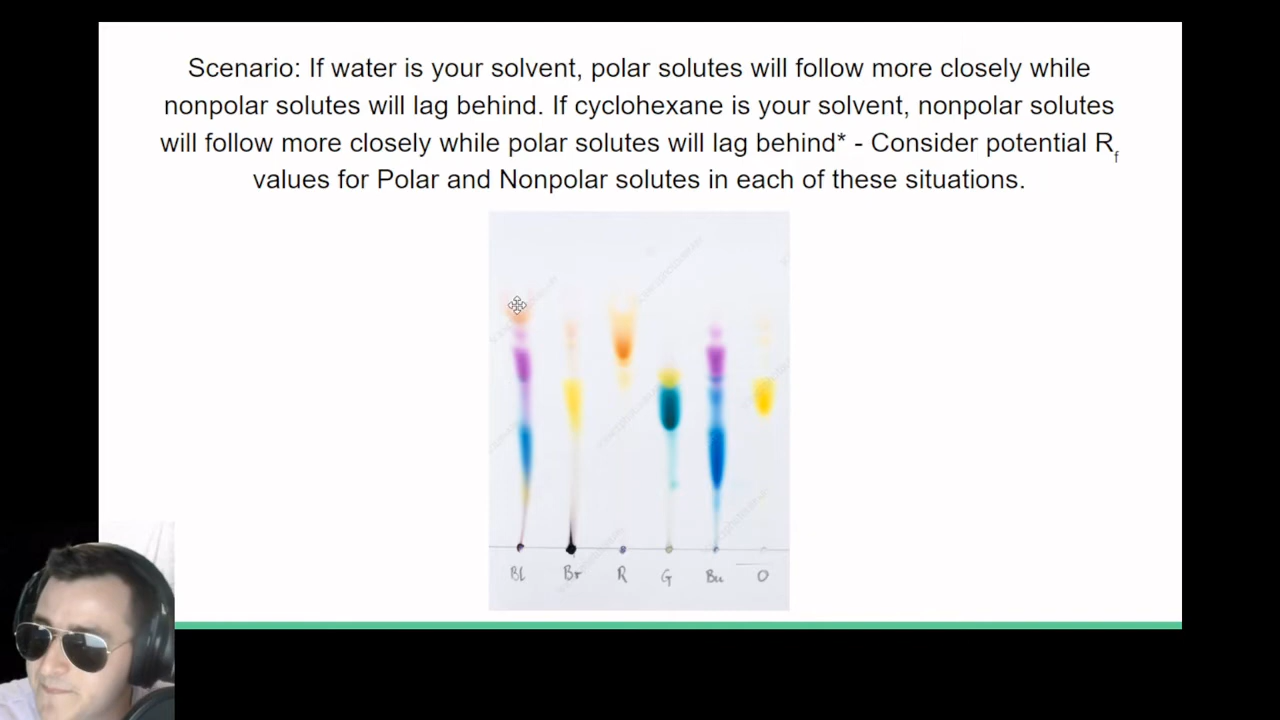 Scenario: If water is your solvent, polar solutes will follow more closely while
nonpolar solutes will lag behind. If cyclohexane is your solvent, nonpolar solutes
will follow more closely while polar solutes will lag behind* - Consider potential Rf
values for Polar and Nonpolar solutes in each of these situations.
Bl Br R G Bu O